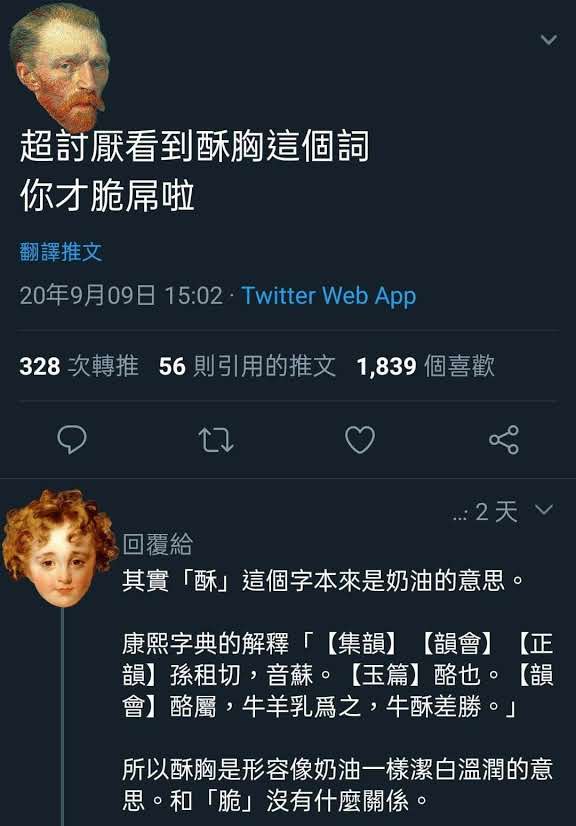 超討厭看到酥胸這個詞
你才脆屌啦
翻譯推文
20年9月09日 15:02 · Twitter Web App
328 次轉推 56 則引用的推文 1,839 個喜歡
...: 2 天
回覆給
其實「酥」這個字本來是奶油的意思。
康熙字典的解釋「【集韻】【韻會】【正
韻】孫租切，音蘇。【玉篇】酪也。【韻
會】酪屬，牛羊乳爲之，牛酥差勝。」
所以酥胸是形容像奶油一樣潔白溫潤的意
思。和「脆」沒有什麼關係。